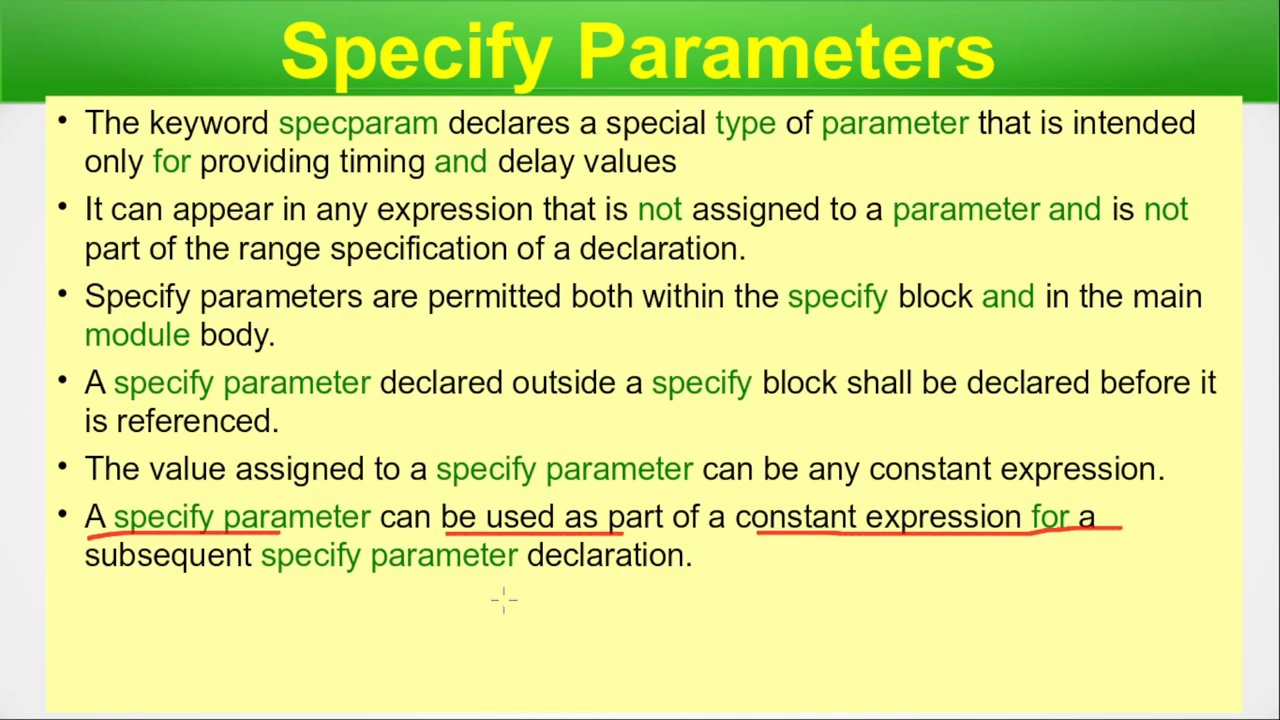 Specify Parameters
• The keyword specparam declares a special type of parameter that is intended
only for providing timing and delay values
• It can appear in any expression that is not assigned to a parameter and is not
part of the range specification of a declaration.
• Specify parameters are permitted both within the specify block and in the main
module body.
• A specify parameter declared outside a specify block shall be declared before it
is referenced.
• The value assigned to a specify parameter can be any constant expression.
• A specify parameter can be used as part of a constant expression for a
subsequent specify parameter declaration.